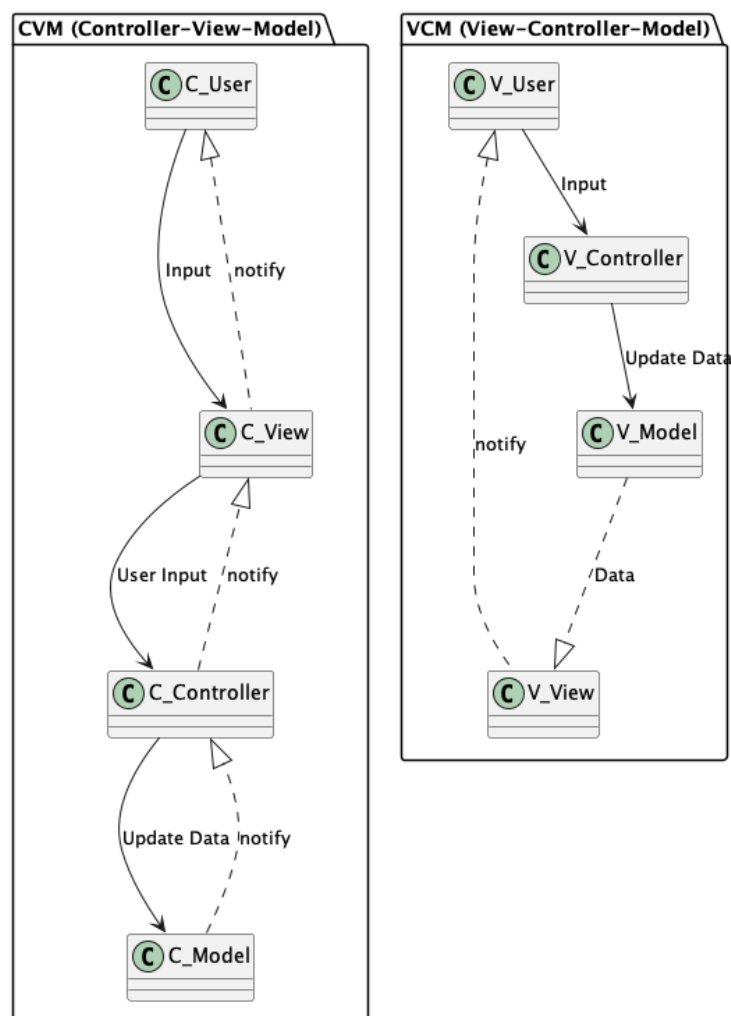 CVM (Controller-View-Model)
C C_User
Input
notify
C C_View
User Input
notify
C C_Controller
Update Data
notify
C C_Model
VCM (View-Controller-Model)
C V_User
Input
C V_Controller
Update Data
C V_Model
notify
Data
C V_View